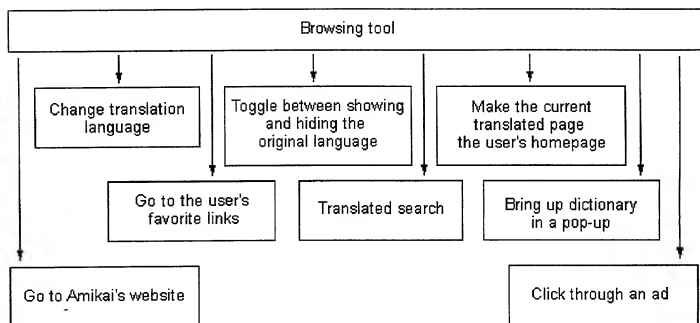 Browsing tool
Change translation
language
Toggle between showing
and hiding the
original language
Make the current
translated page
the user's homepage
Go to the user's
favorite links
Translated search
Bring up dictionary
in a pop-up
Go to Amikai's website
Click through an ad